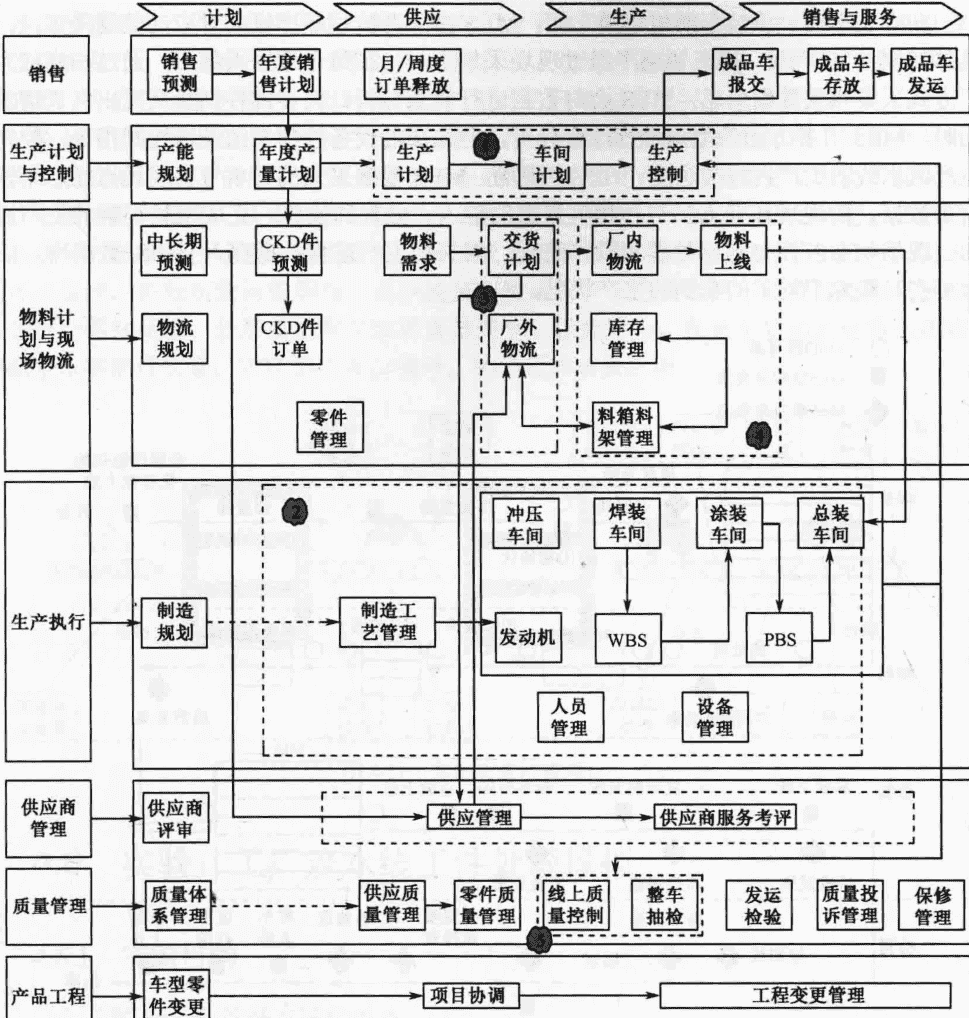 计划
供应
生产
销售与服务
销售
销售
预测
年度销
售计划
月/周度
订单释放
成品车
报交
成品车
存放
成品车
发运
生产计划
与控制
产能
规划
年度产
量计划
生产
计划
车间
计划
生产
控制
物料计
划与现
场物流
中长期
预测
CKD件
预测
物料
需求
交货
计划
厂内
物流
物料
上线
物流
规划
CKD件
订单
厂外
物流
库存
管理
零件
管理
料箱料
架管理
4
生产执行
2
冲压
车间
焊装
车间
涂装
车间
总装
车间
制造
规划
制造工
艺管理
发动机
WBS
PBS
人员
管理
设备
管理
供应商
管理
供应商
评审
供应管理
供应商服务考评
质量管理
质量体
系管理
供应质
量管理
零件质
量管理
线上质
量控制
整车
抽检
发运
检验
质量投
诉管理
保修
管理
5
产品工程
车型零
件变更
项目协调
工程变更管理